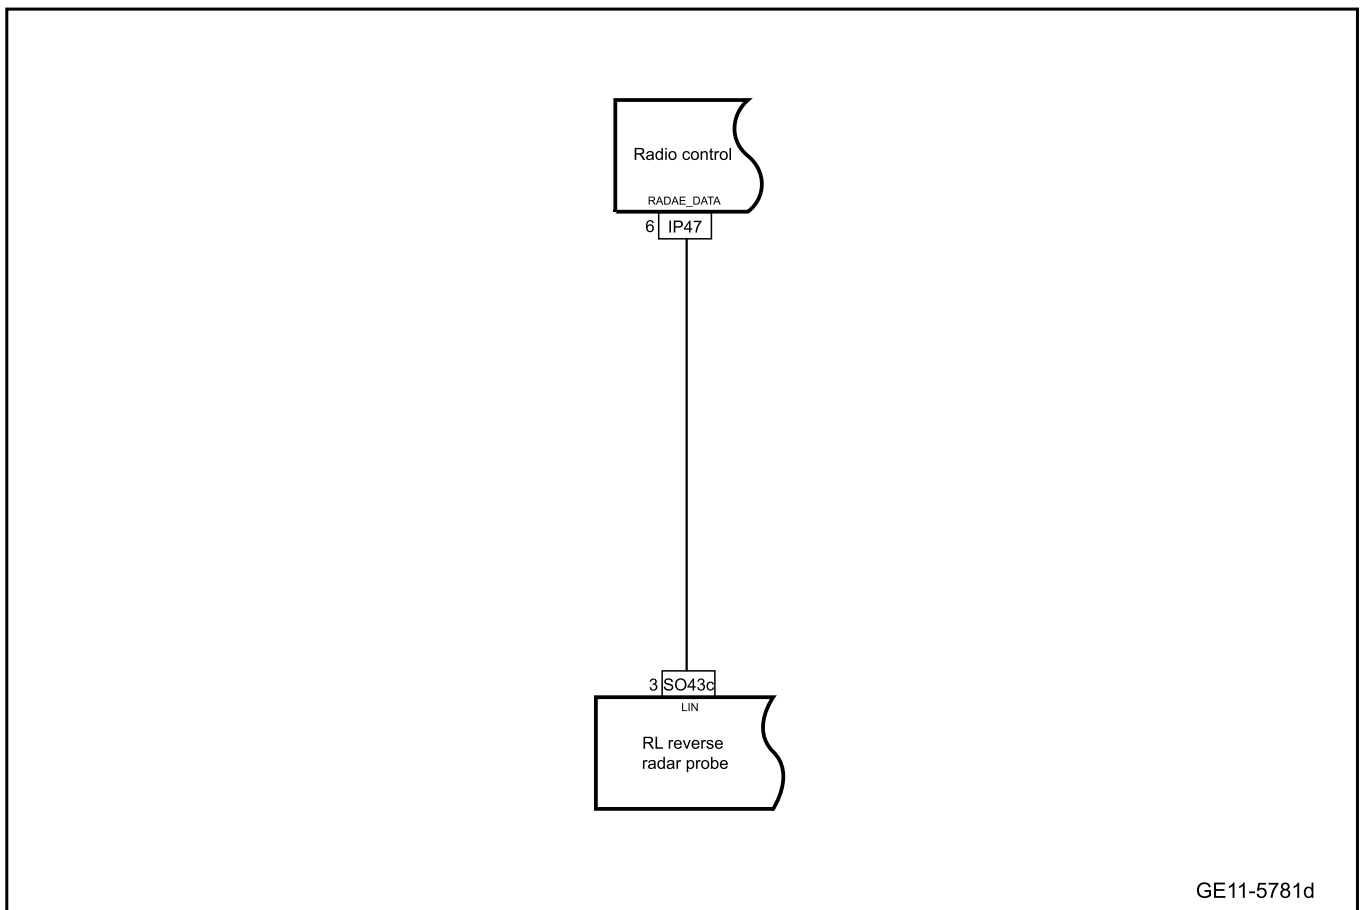 Radio control
RADAE_DATA
6 IP47
3 SO43c
LIN
RL reverse
radar probe
GE11-5781d